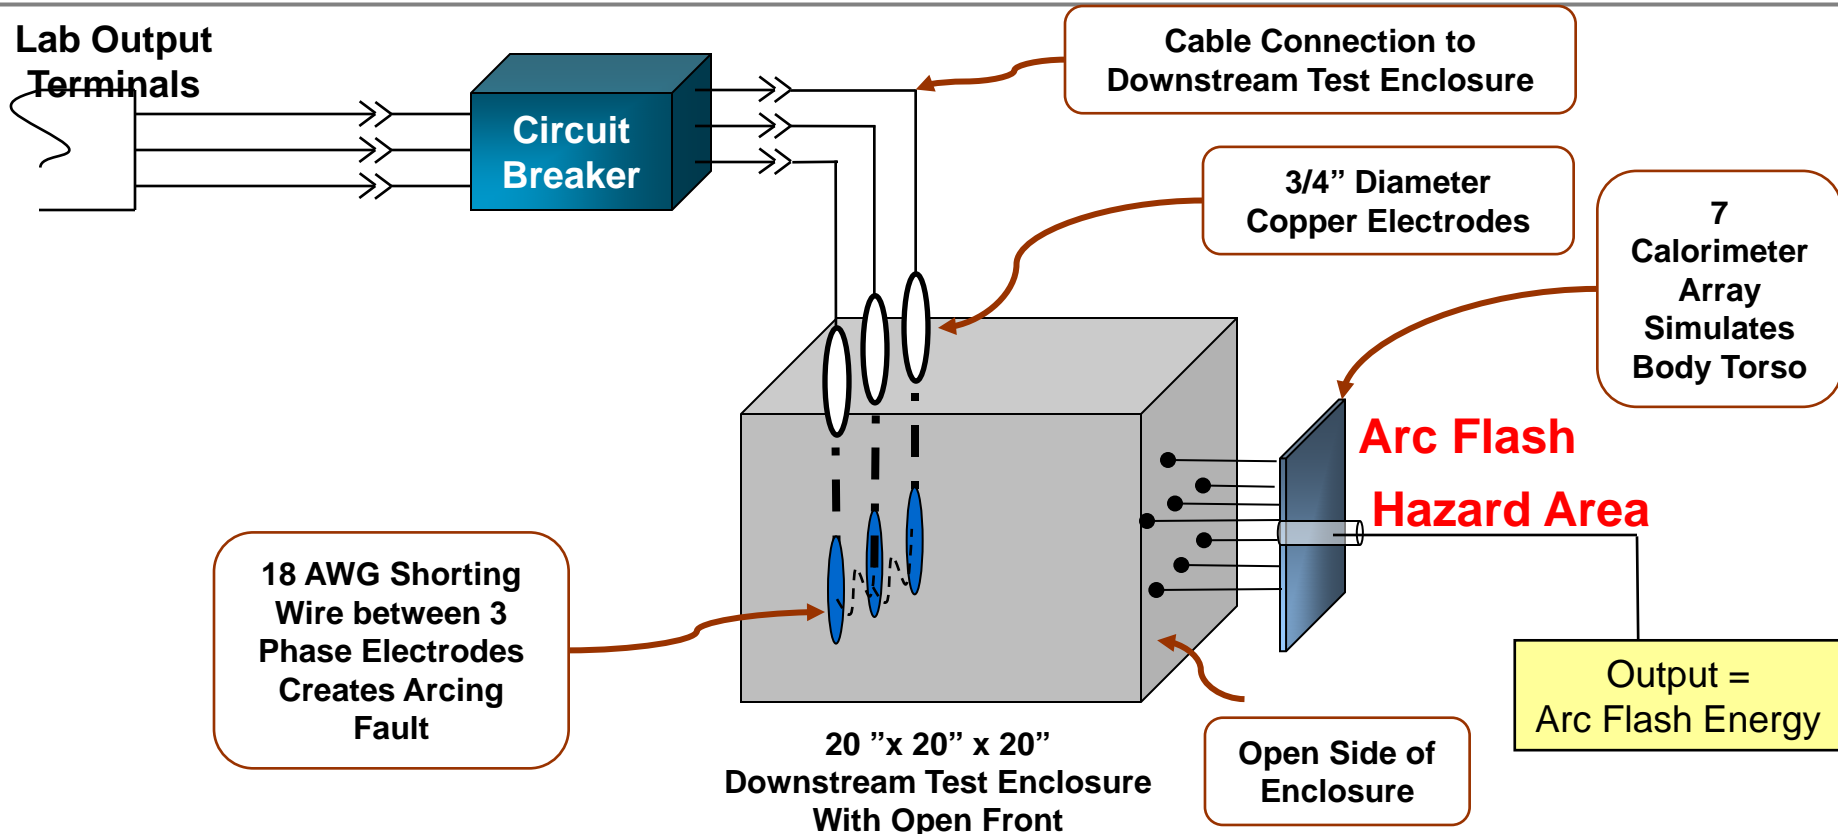 Lab Output
Terminals
Circuit
Breaker
Cable Connection to
Downstream Test Enclosure
3/4” Diameter
Copper Electrodes
7
Calorimeter
Array
Simulates
Body Torso
Arc Flash
Hazard Area
18 AWG Shorting
Wire between 3
Phase Electrodes
Creates Arcing
Fault
20 ”x 20” x 20”
Downstream Test Enclosure
With Open Front
Open Side of
Enclosure
Output =
Arc Flash Energy